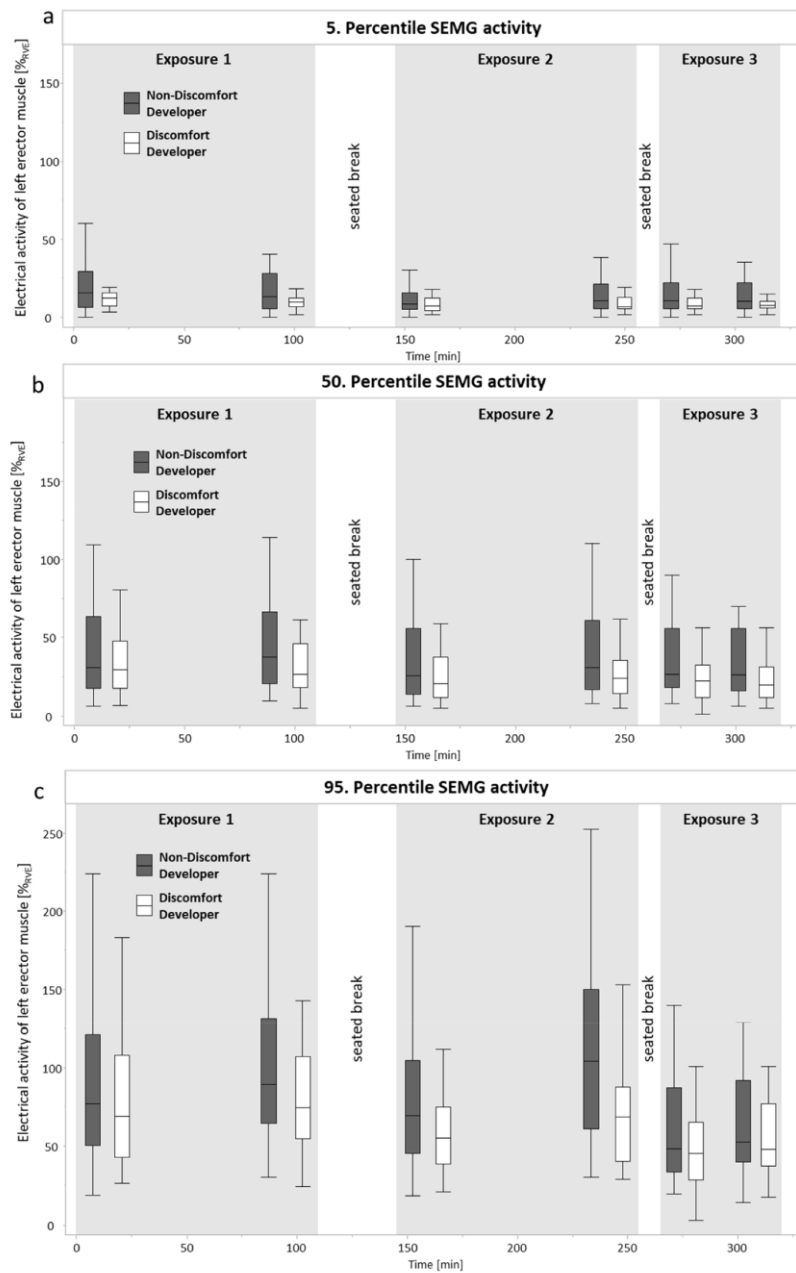 a
5. Percentile SEMG activity
Electrical activity of left erector muscle [%RVE]
Exposure 1
Exposure 2
Exposure 3
Non-Discomfort
Developer
Discomfort
Developer
seated break
seated break
150
100
50
0
0
50
100
150
200
250
300
Time [min]
b
50. Percentile SEMG activity
Electrical activity of left erector muscle [%RVE]
Exposure 1
Exposure 2
Exposure 3
Non-Discomfort
Developer
Discomfort
Developer
seated break
seated break
150
100
50
0
0
50
100
150
200
250
300
Time [min]
c
95. Percentile SEMG activity
Electrical activity of left erector muscle [%RVE]
Exposure 1
Exposure 2
Exposure 3
Non-Discomfort
Developer
Discomfort
Developer
seated break
seated break
250
200
150
100
50
0
0
50
100
150
200
250
300
Time [min]